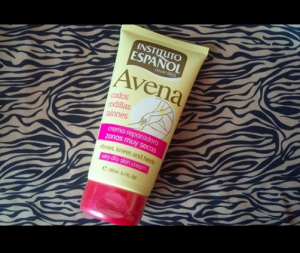 INSTITUTO
ESPAÑOL
Avena
codos
rodillas
talones
crema reparadora
zonas muy secas
elbows, knees and heels
very dry skin cream